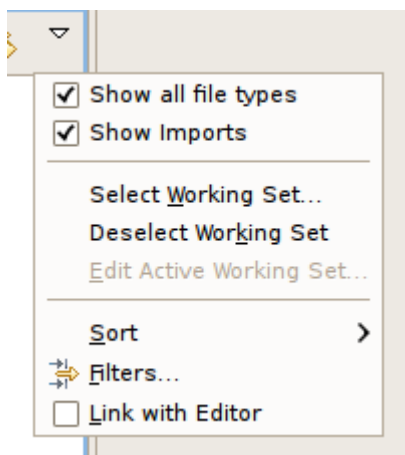 Show all file types
Show Imports
Select Working Set...
Deselect Working Set
Edit Active Working Set...
Sort
Filters...
Link with Editor